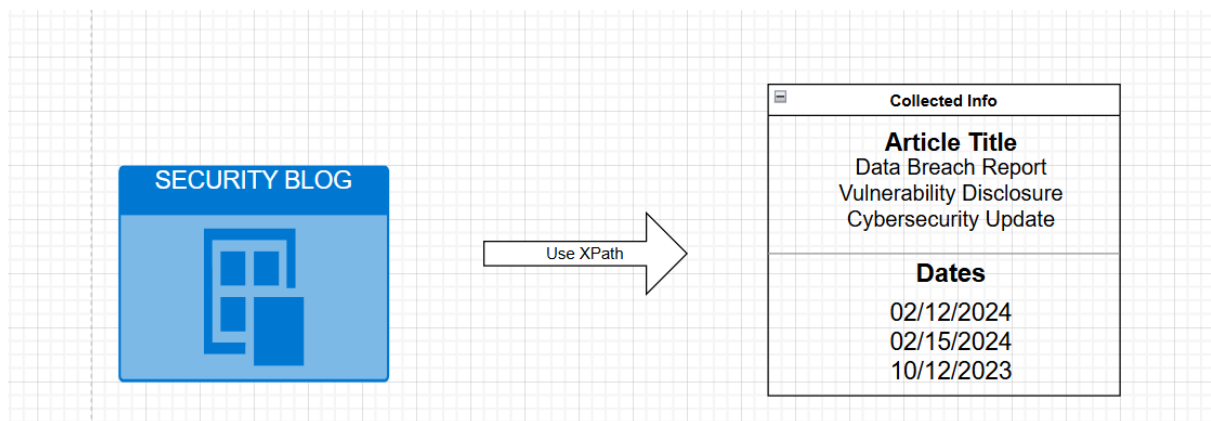 SECURITY BLOG
Use XPath
Collected Info
Article Title
Data Breach Report
Vulnerability Disclosure
Cybersecurity Update
Dates
02/12/2024
02/15/2024
10/12/2023